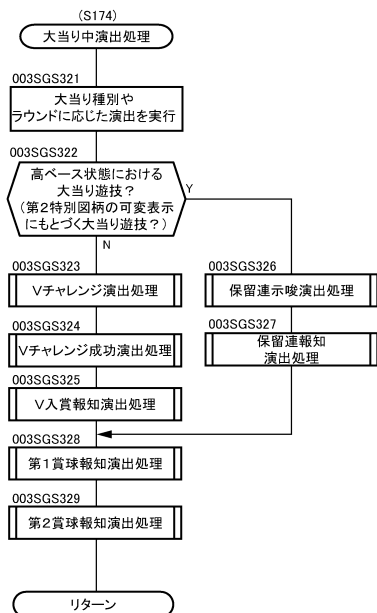 (S174)
大当り中演出処理
003SGS321
大当り種別や
ラウンドに応じた演出を実行
003SGS322
高ベース状態における
大当り遊技？
(第2特別図柄の可変表示
にもとづく大当り遊技？)
Y
N
003SGS323
Vチャレンジ演出処理
003SGS326
保留連示唆演出処理
003SGS324
Vチャレンジ成功演出処理
003SGS327
保留連報知
演出処理
003SGS325
V入賞報知演出処理
003SGS328
第1賞球報知演出処理
003SGS329
第2賞球報知演出処理
リターン